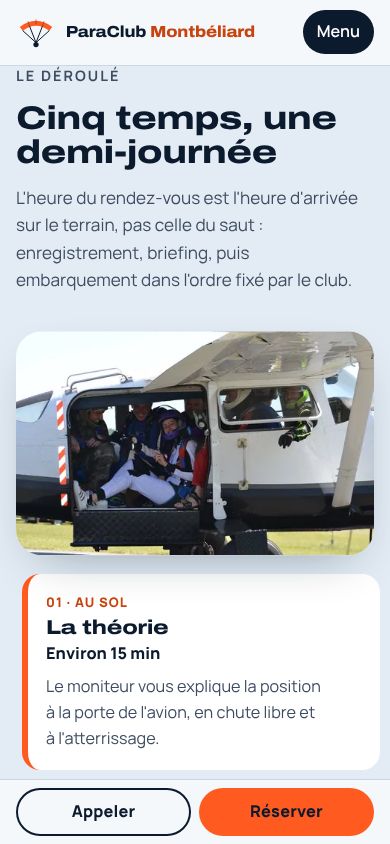 ParaClub Montbéliard
Menu
LE DÉROULÉ
Cinq temps, une
demi-journée
L'heure du rendez-vous est l'heure d'arrivée
sur le terrain, pas celle du saut :
enregistrement, briefing, puis
embarquement dans l'ordre fixé par le club.
01 · AU SOL
La théorie
Environ 15 min
Le moniteur vous explique la position
à la porte de l'avion, en chute libre et
à l'atterrissage.
Appeler
Réserver